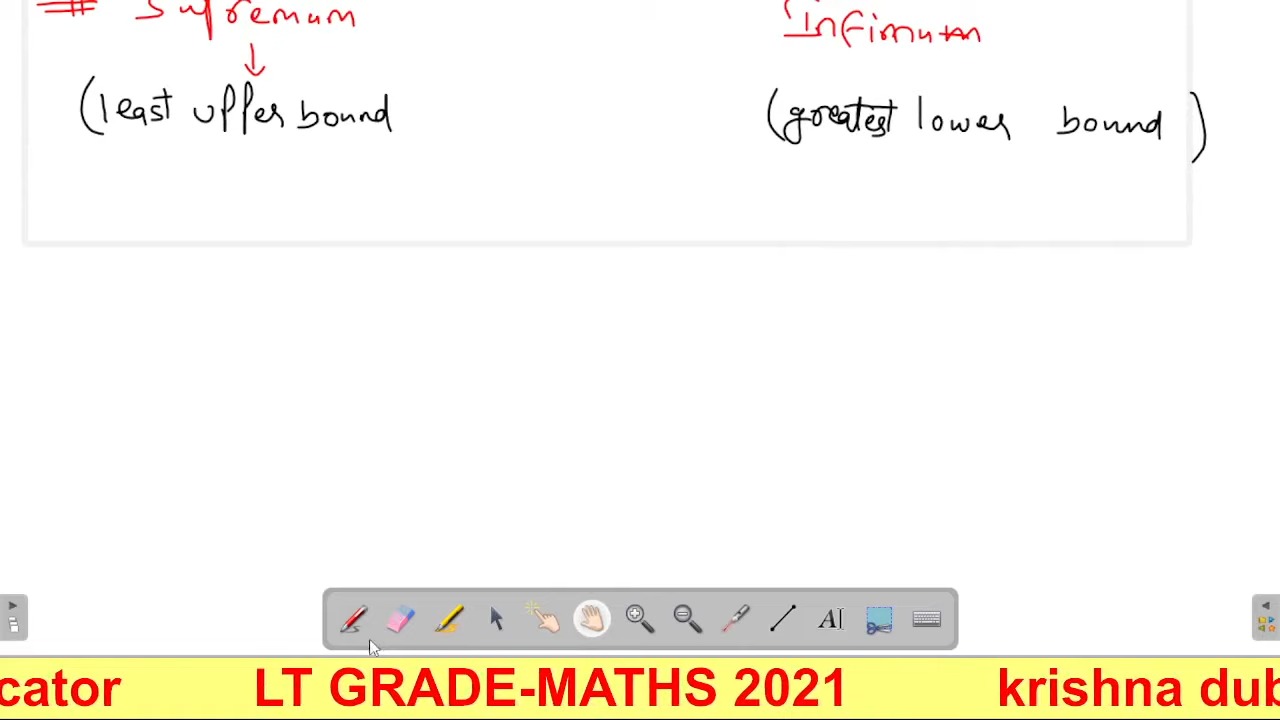 # Supremum
Infimum
↓
(least upper bound
(greatest lower bound)
A
cator LT GRADE-MATHS 2021 krishna dub